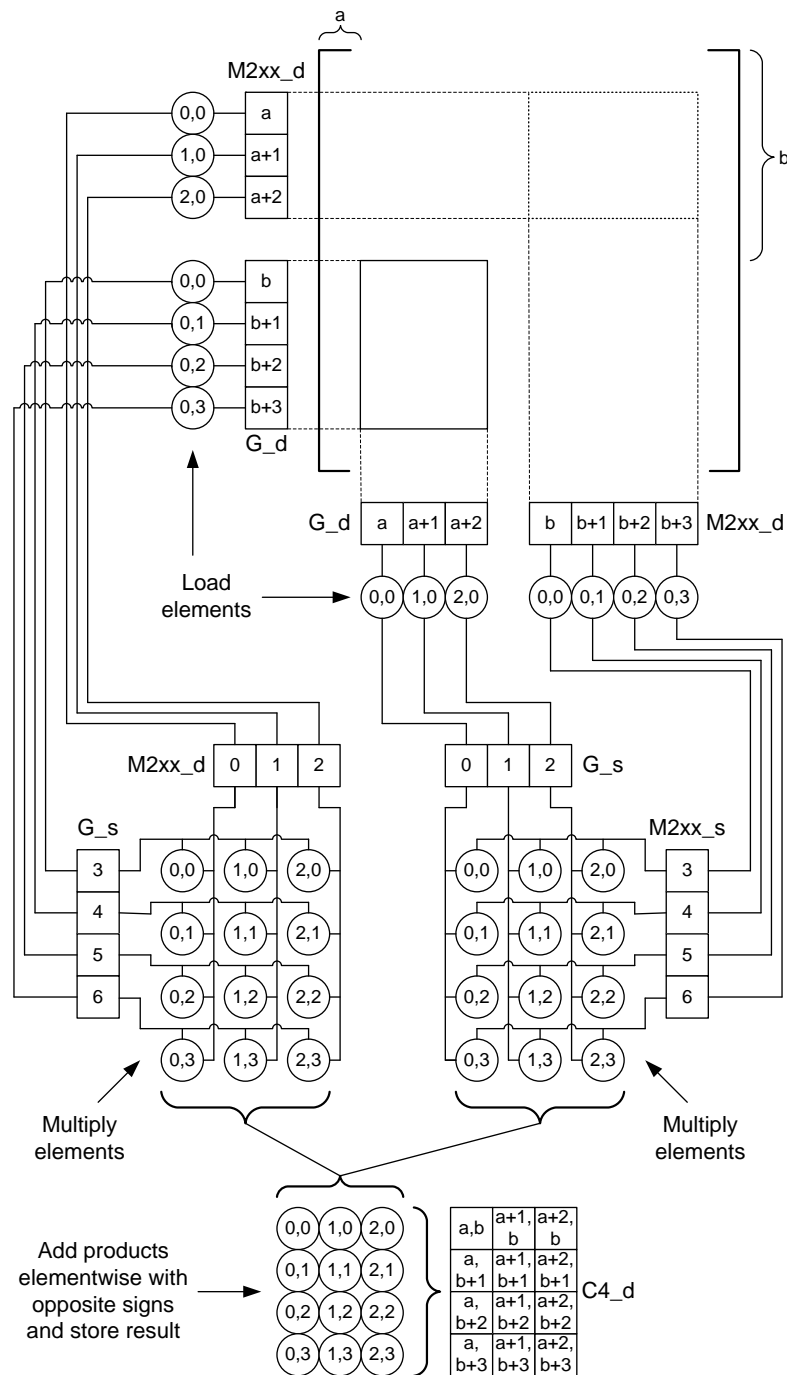 a
M2xx_d
0,0 a
1,0 a+1
2,0 a+2
b
0,0 b
0,1 b+1
0,2 b+2
0,3 b+3
G_d
G_d a a+1 a+2 b b+1 b+2 b+3 M2xx_d
Load
elements
0,0 1,0 2,0 0,0 0,1 0,2 0,3
M2xx_d 0 1 2 0 1 2 G_s
G_s M2xx_s
3 0,0 1,0 2,0 0,0 1,0 2,0 3
4 0,1 1,1 2,1 0,1 1,1 2,1 4
5 0,2 1,2 2,2 0,2 1,2 2,2 5
6 0,3 1,3 2,3 0,3 1,3 2,3 6
Multiply
elements
Multiply
elements
Add products
elementwise with
opposite signs
and store result
0,0 1,0 2,0
0,1 1,1 2,1
0,2 1,2 2,2
0,3 1,3 2,3
a,b a+1, a+2,
b b
a, a+1, a+2,
b+1 b+1 b+1
a, a+1, a+2,
b+2 b+2 b+2
a, a+1, a+2,
b+3 b+3 b+3
C4_d